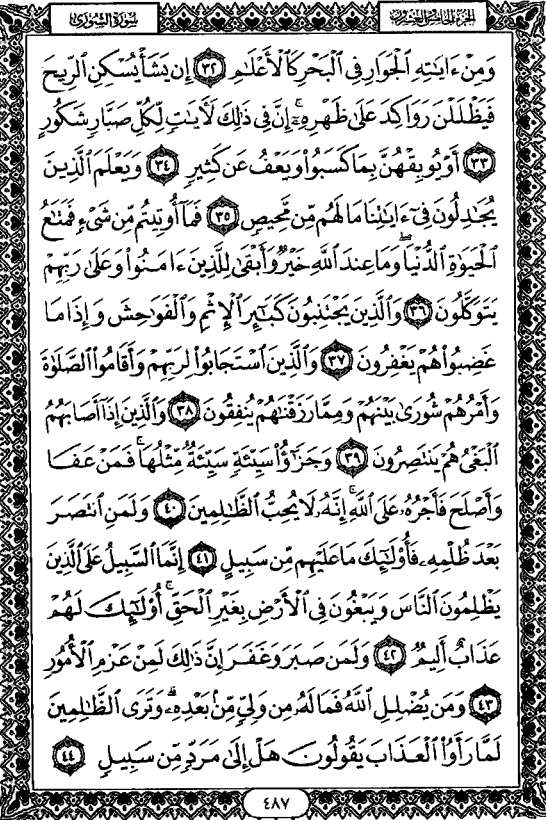 سورة الشورى الجزء الخامس والعشرون
وَمِنْ ءَايَٰتِهِ ٱلْجَوَارِ فِى ٱلْبَحْرِ كَٱلْأَعْلَٰمِ ٣٢ إِن يَشَأْ يُسْكِنِ ٱلرِّيحَ
فَيَظْلَلْنَ رَوَاكِدَ عَلَىٰ ظَهْرِهِۦٓ ۚ إِنَّ فِى ذَٰلِكَ لَءَايَٰتٍ لِّكُلِّ صَبَّارٍ شَكُورٍ
٣٣ أَوْ يُوبِقْهُنَّ بِمَا كَسَبُوا۟ وَيَعْفُ عَن كَثِيرٍ ٣٤ وَيَعْلَمَ ٱلَّذِينَ
يُجَٰدِلُونَ فِىٓ ءَايَٰتِنَا مَا لَهُم مِّن مَّحِيصٍ ٣٥ فَمَآ أُوتِيتُم مِّن شَىْءٍ فَمَتَٰعُ
ٱلْحَيَوٰةِ ٱلدُّنْيَا ۖ وَمَا عِندَ ٱللَّهِ خَيْرٌ وَأَبْقَىٰ لِلَّذِينَ ءَامَنُوا۟ وَعَلَىٰ رَبِّهِمْ
يَتَوَكَّلُونَ ٣٦ وَٱلَّذِينَ يَجْتَنِبُونَ كَبَٰٓئِرَ ٱلْإِثْمِ وَٱلْفَوَٰحِشَ وَإِذَا مَا
غَضِبُوا۟ هُمْ يَغْفِرُونَ ٣٧ وَٱلَّذِينَ ٱسْتَجَابُوا۟ لِرَبِّهِمْ وَأَقَامُوا۟ ٱلصَّلَوٰةَ
وَأَمْرُهُمْ شُورَىٰ بَيْنَهُمْ وَمِمَّا رَزَقْنَٰهُمْ يُنفِقُونَ ٣٨ وَٱلَّذِينَ إِذَآ أَصَابَهُمُ
ٱلْبَغْىُ هُمْ يَنتَصِرُونَ ٣٩ وَجَزَٰٓؤُا۟ سَيِّئَةٍ سَيِّئَةٌ مِّثْلُهَا ۖ فَمَنْ عَفَا
وَأَصْلَحَ فَأَجْرُهُۥ عَلَى ٱللَّهِ ۚ إِنَّهُۥ لَا يُحِبُّ ٱلظَّٰلِمِينَ ٤٠ وَلَمَنِ ٱنتَصَرَ
بَعْدَ ظُلْمِهِۦ فَأُو۟لَٰٓئِكَ مَا عَلَيْهِم مِّن سَبِيلٍ ٤١ إِنَّمَا ٱلسَّبِيلُ عَلَى ٱلَّذِينَ
يَظْلِمُونَ ٱلنَّاسَ وَيَبْغُونَ فِى ٱلْأَرْضِ بِغَيْرِ ٱلْحَقِّ ۚ أُو۟لَٰٓئِكَ لَهُمْ
عَذَابٌ أَلِيمٌ ٤٢ وَلَمَن صَبَرَ وَغَفَرَ إِنَّ ذَٰلِكَ لَمِنْ عَزْمِ ٱلْأُمُورِ
٤٣ وَمَن يُضْلِلِ ٱللَّهُ فَمَا لَهُۥ مِن وَلِىٍّ مِّنۢ بَعْدِهِۦ ۗ وَتَرَى ٱلظَّٰلِمِينَ
لَمَّا رَأَوُا۟ ٱلْعَذَابَ يَقُولُونَ هَلْ إِلَىٰ مَرَدٍّ مِّن سَبِيلٍ ٤٤
٤٨٧